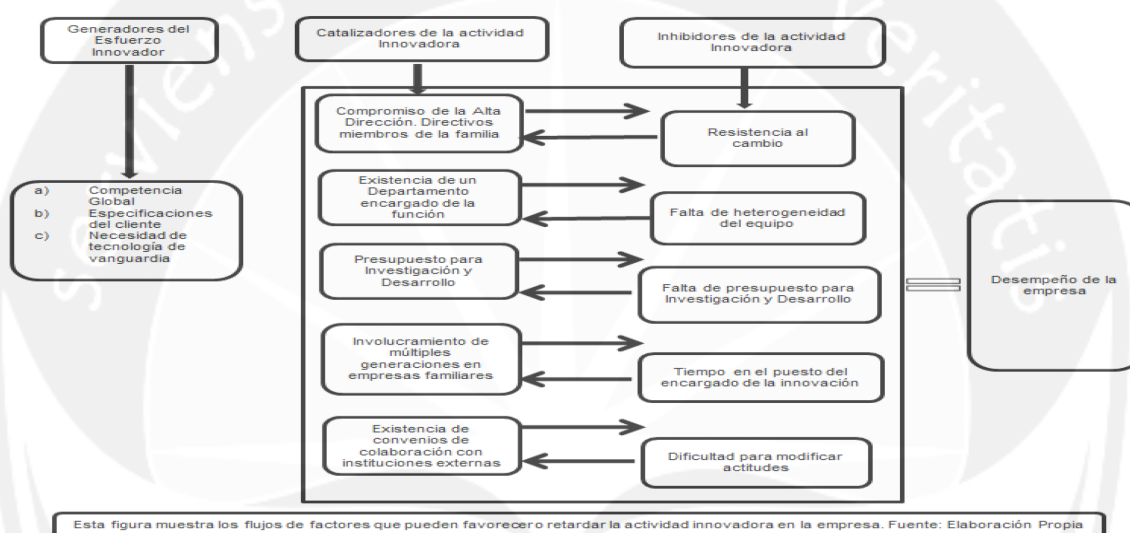 Generadores del
Esfuerzo
Innovador
Catalizadores de la actividad
Innovadora
Inhibidores de la actividad
Innovadora
a) Competencia
Global
b) Especificaciones
del cliente
c) Necesidad de
tecnología de
vanguardia
Compromiso de la Alta
Dirección. Directivos
miembros de la familia
Resistencia al
cambio
Existencia de un
Departamento
encargado de la
función
Falta de heterogeneidad
del equipo
Presupuesto para
Investigación y
Desarrollo
Falta de presupuesto para
Investigación y Desarrollo
Involucramiento de
múltiples
generaciones en
empresas familiares
Tiempo en el puesto del
encargado de la innovación
Existencia de
convenios de
colaboración con
instituciones externas
Dificultad para modificar
actitudes
Desempeño de la
empresa
Esta figura muestra los flujos de factores que pueden favorecer o retardar la actividad innovadora en la empresa. Fuente: Elaboración Propia
serviens
veritatis